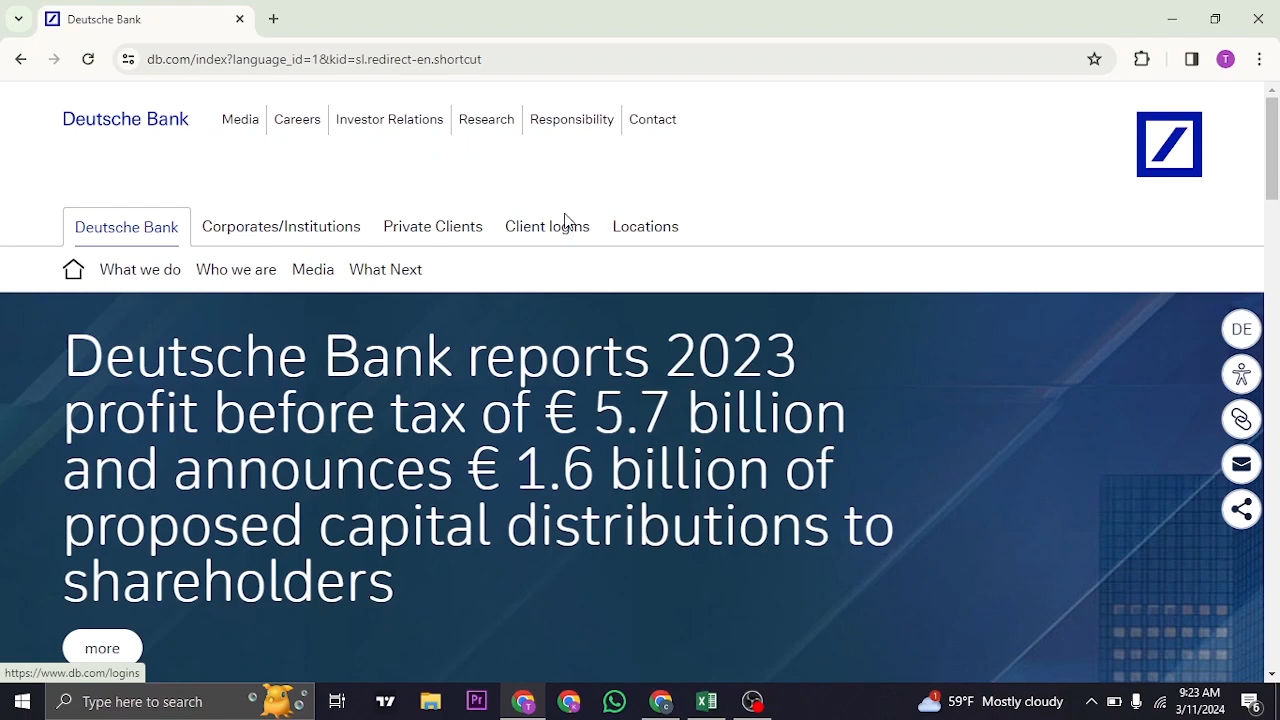 Deutsche Bank
db.com/index?language_id=1&kid=sl.redirect-en.shortcut
T
Deutsche Bank
Media
Careers
Investor Relations
Research
Responsibility
Contact
Deutsche Bank
Corporates/Institutions
Private Clients
Client logins
Locations
What we do
Who we are
Media
What Next
Deutsche Bank reports 2023
profit before tax of € 5.7 billion
and announces € 1.6 billion of
proposed capital distributions to
shareholders
DE
more
https://www.db.com/logins
Type here to search
Pr
T
C
1
59°F Mostly cloudy
9:23 AM
3/11/2024
6